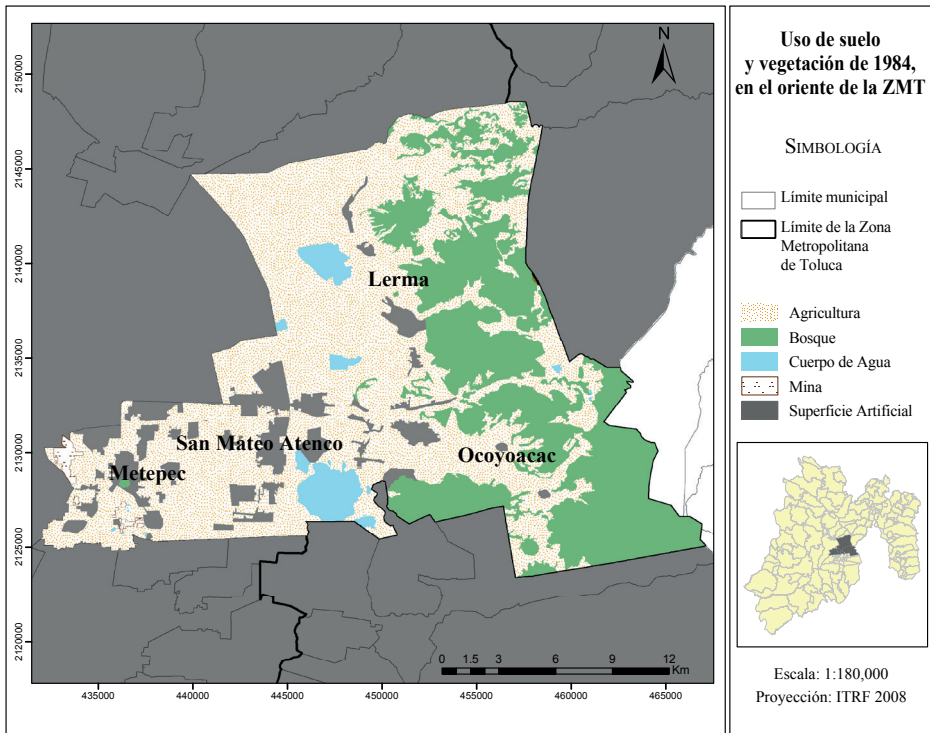 Uso de suelo
y vegetación de 1984,
en el oriente de la ZMT
SIMBOLOGÍA
Límite municipal
Límite de la Zona
Metropolitana
de Toluca
Agricultura
Bosque
Cuerpo de Agua
Mina
Superficie Artificial
Escala: 1:180,000
Proyección: ITRF 2008
N
Lerma
San Mateo Atenco
Ocoyoacac
Metepec
2150000
2145000
2140000
2135000
2130000
2125000
2120000
0 1.5 3 6 9 12
Km
435000 440000 445000 450000 455000 460000 465000